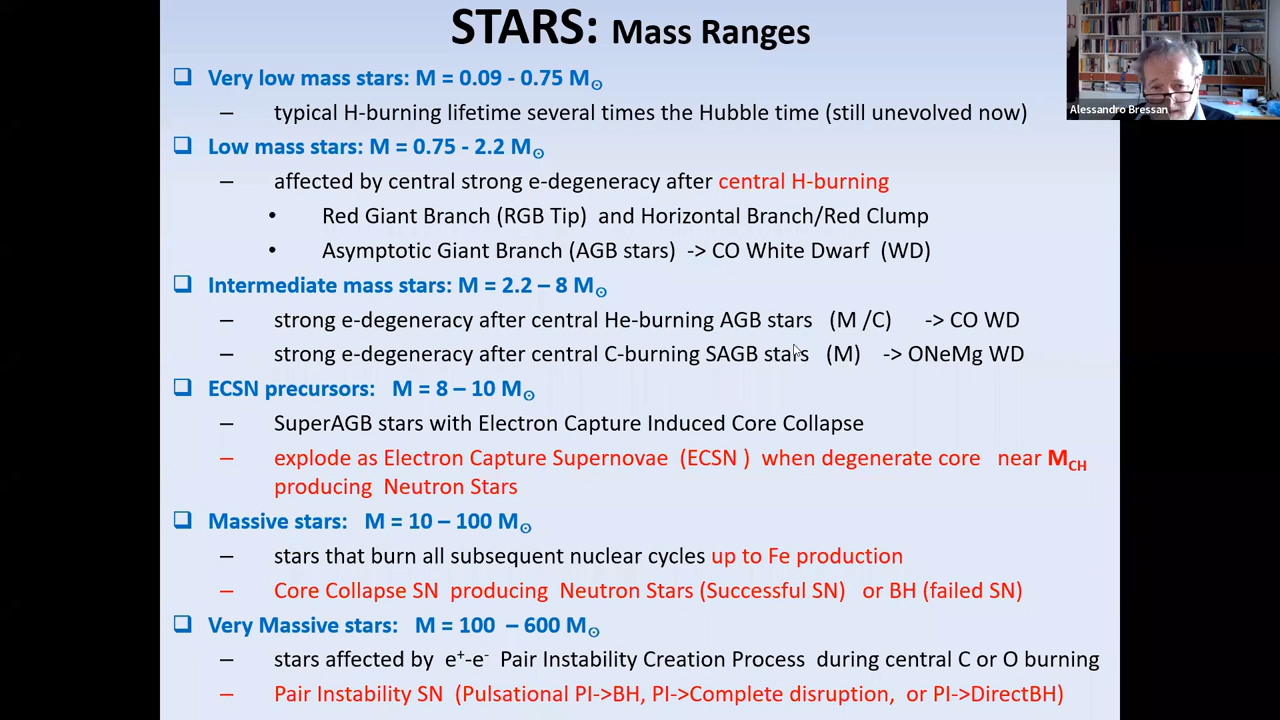 STARS: Mass Ranges
❑ Very low mass stars: M = 0.09 - 0.75 M⊙
– typical H-burning lifetime several times the Hubble time (still unevolved now)
❑ Low mass stars: M = 0.75 - 2.2 M⊙
– affected by central strong e-degeneracy after central H-burning
• Red Giant Branch (RGB Tip) and Horizontal Branch/Red Clump
• Asymptotic Giant Branch (AGB stars) -> CO White Dwarf (WD)
❑ Intermediate mass stars: M = 2.2 – 8 M⊙
– strong e-degeneracy after central He-burning AGB stars (M /C) -> CO WD
– strong e-degeneracy after central C-burning SAGB stars (M) -> ONeMg WD
❑ ECSN precursors: M = 8 – 10 M⊙
– SuperAGB stars with Electron Capture Induced Core Collapse
– explode as Electron Capture Supernovae (ECSN ) when degenerate core near M_CH
producing Neutron Stars
❑ Massive stars: M = 10 – 100 M⊙
– stars that burn all subsequent nuclear cycles up to Fe production
– Core Collapse SN producing Neutron Stars (Successful SN) or BH (failed SN)
❑ Very Massive stars: M = 100 – 600 M⊙
– stars affected by e⁺-e⁻ Pair Instability Creation Process during central C or O burning
– Pair Instability SN (Pulsational PI->BH, PI->Complete disruption, or PI->DirectBH)
Alessandro Bressan